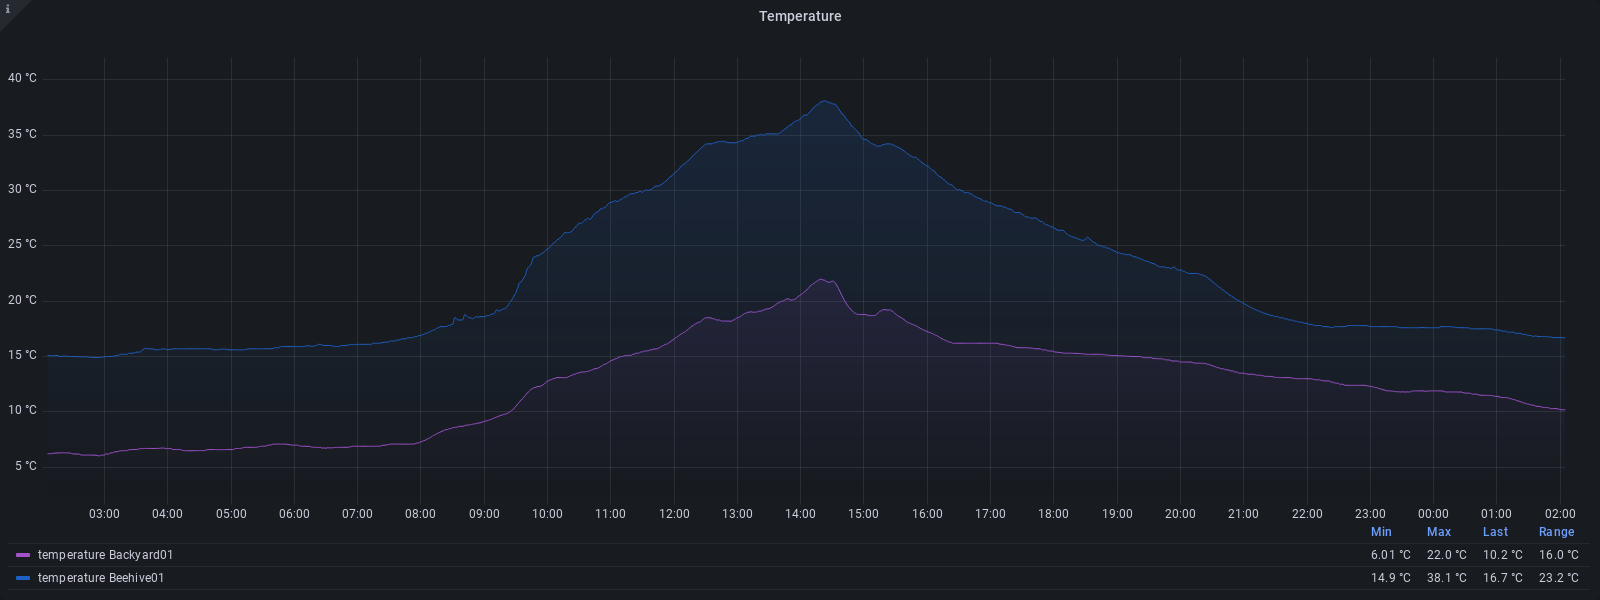 i
Temperature
40 °C
35 °C
30 °C
25 °C
20 °C
15 °C
10 °C
5 °C
03:00 04:00 05:00 06:00 07:00 08:00 09:00 10:00 11:00 12:00 13:00 14:00 15:00 16:00 17:00 18:00 19:00 20:00 21:00 22:00 23:00 00:00 01:00 02:00
Min Max Last Range
temperature Backyard01 6.01 °C 22.0 °C 10.2 °C 16.0 °C
temperature Beehive01 14.9 °C 38.1 °C 16.7 °C 23.2 °C